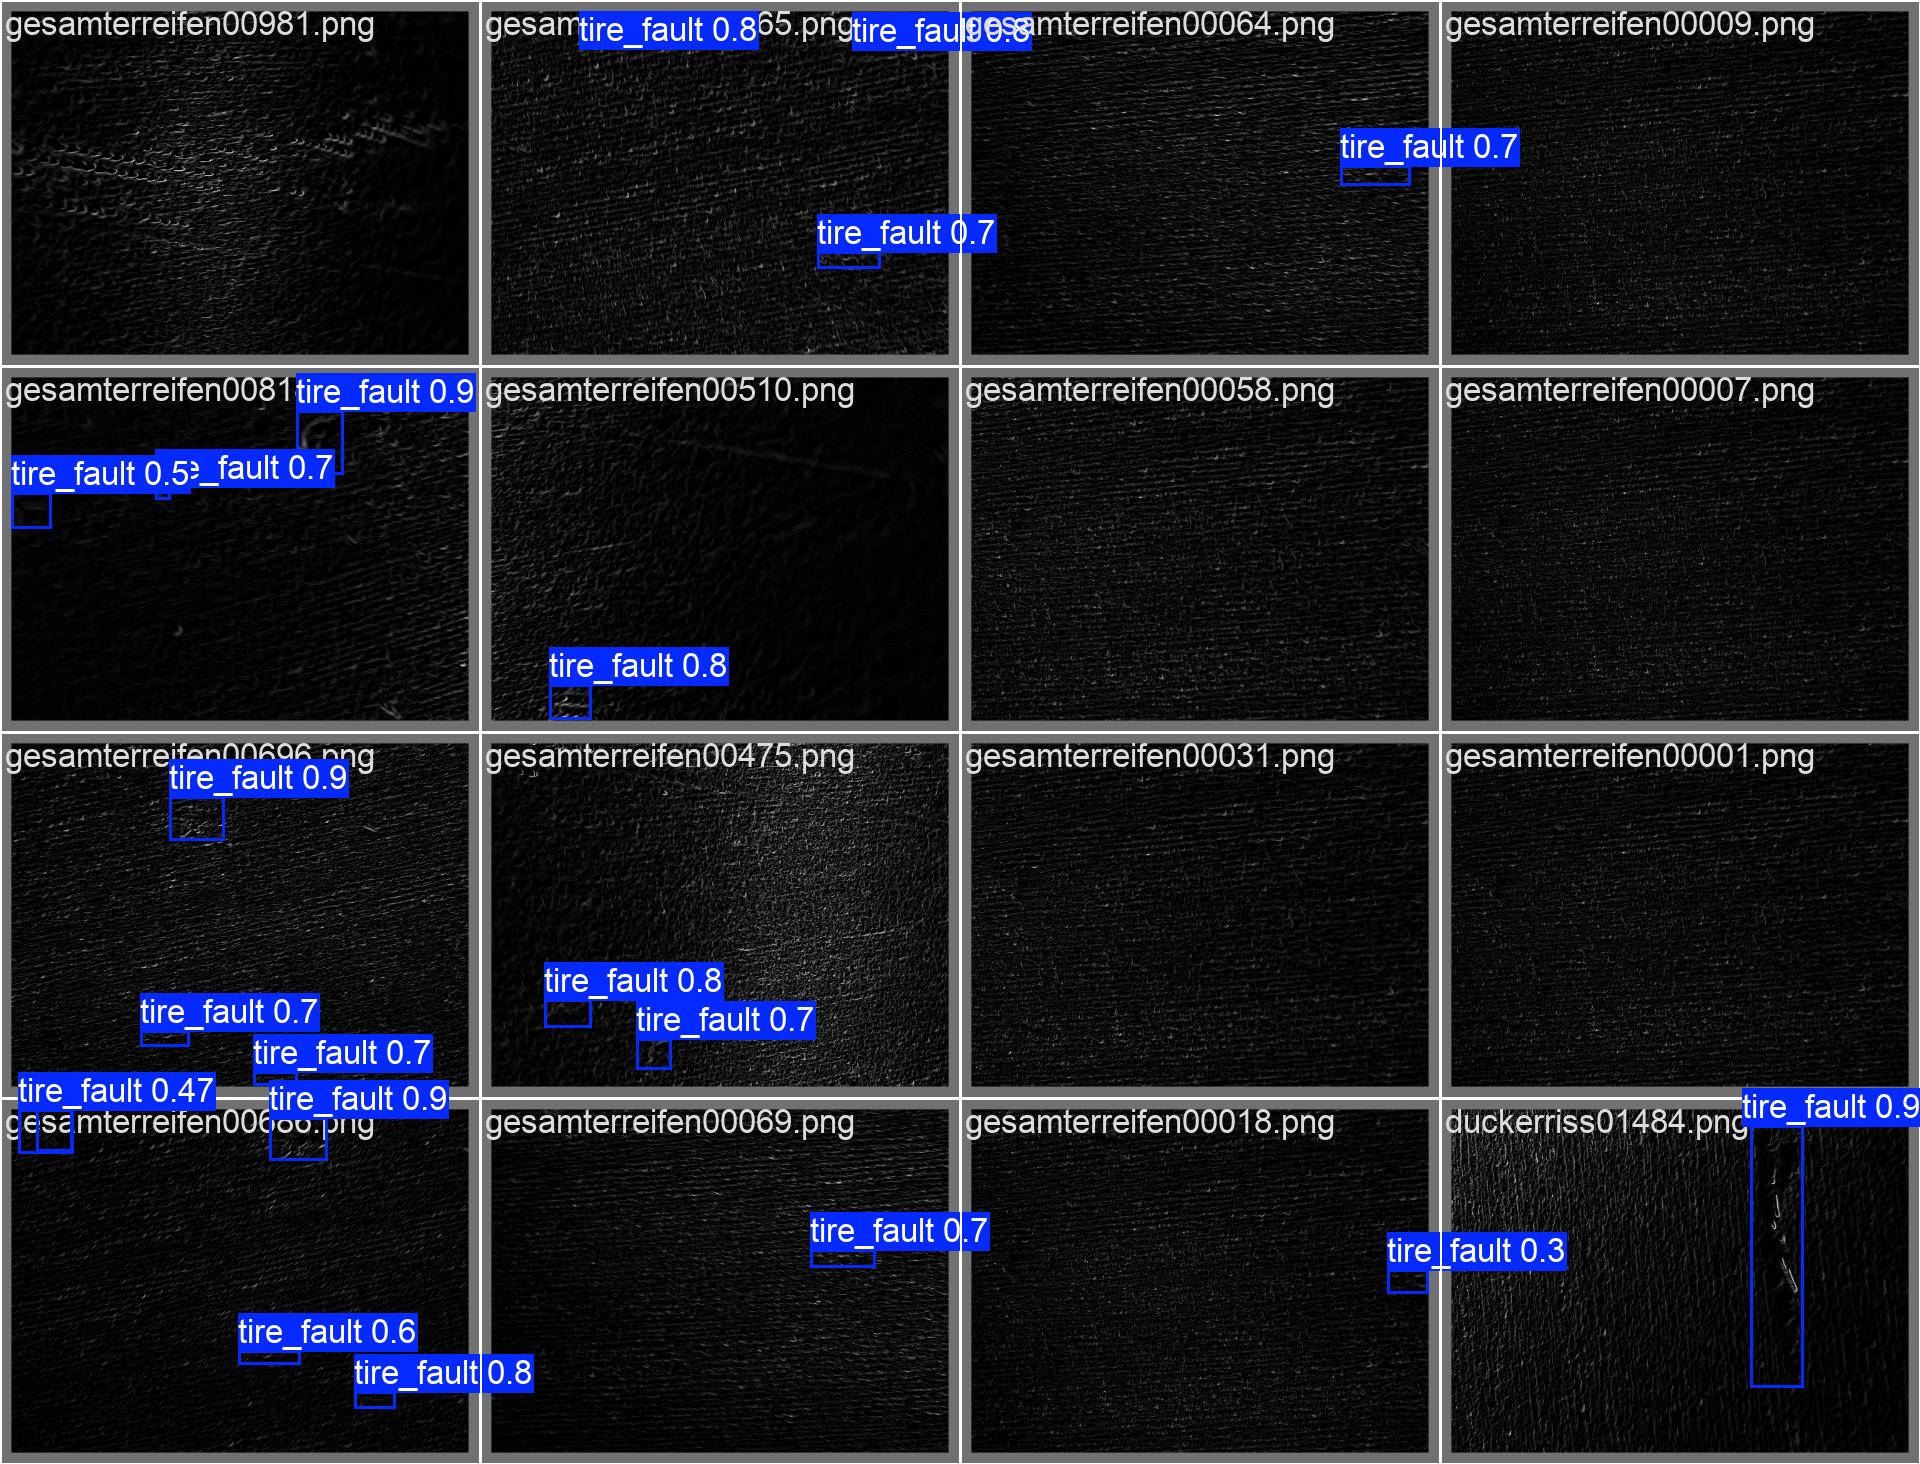 gesamterreifen00981.png
tire_fault 0.8
tire_fault 0.8
gesamterreifen00064.png
gesamterreifen00009.png
tire_fault 0.7
tire_fault 0.7
tire_fault 0.9
gesamterreifen00510.png
gesamterreifen00058.png
gesamterreifen00007.png
tire_fault 0.5
_fault 0.7
tire_fault 0.8
gesamterreifen00696.png
gesamterreifen00475.png
gesamterreifen00031.png
gesamterreifen00001.png
tire_fault 0.9
tire_fault 0.8
tire_fault 0.7
tire_fault 0.7
tire_fault 0.7
tire_fault 0.47
tire_fault 0.9
tire_fault 0.9
gesamterreifen00686.png
gesamterreifen00069.png
gesamterreifen00018.png
duckerriss01484.png
tire_fault 0.7
tire_fault 0.3
tire_fault 0.6
tire_fault 0.8